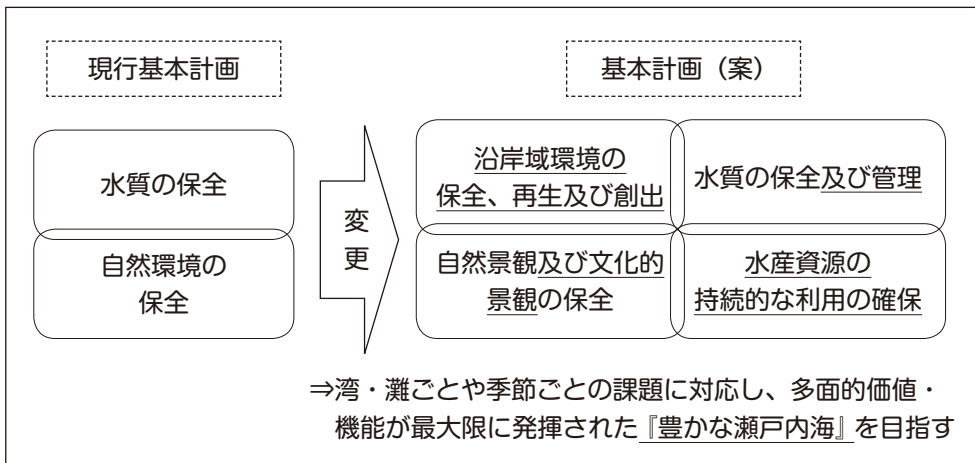 現行基本計画
基本計画（案）
水質の保全
自然環境の
保全
変
更
沿岸域環境の
保全、再生及び創出
水質の保全及び管理
自然景観及び文化的
景観の保全
水産資源の
持続的な利用の確保
⇒湾・灘ごとや季節ごとの課題に対応し、多面的価値・
機能が最大限に発揮された『豊かな瀬戸内海』を目指す